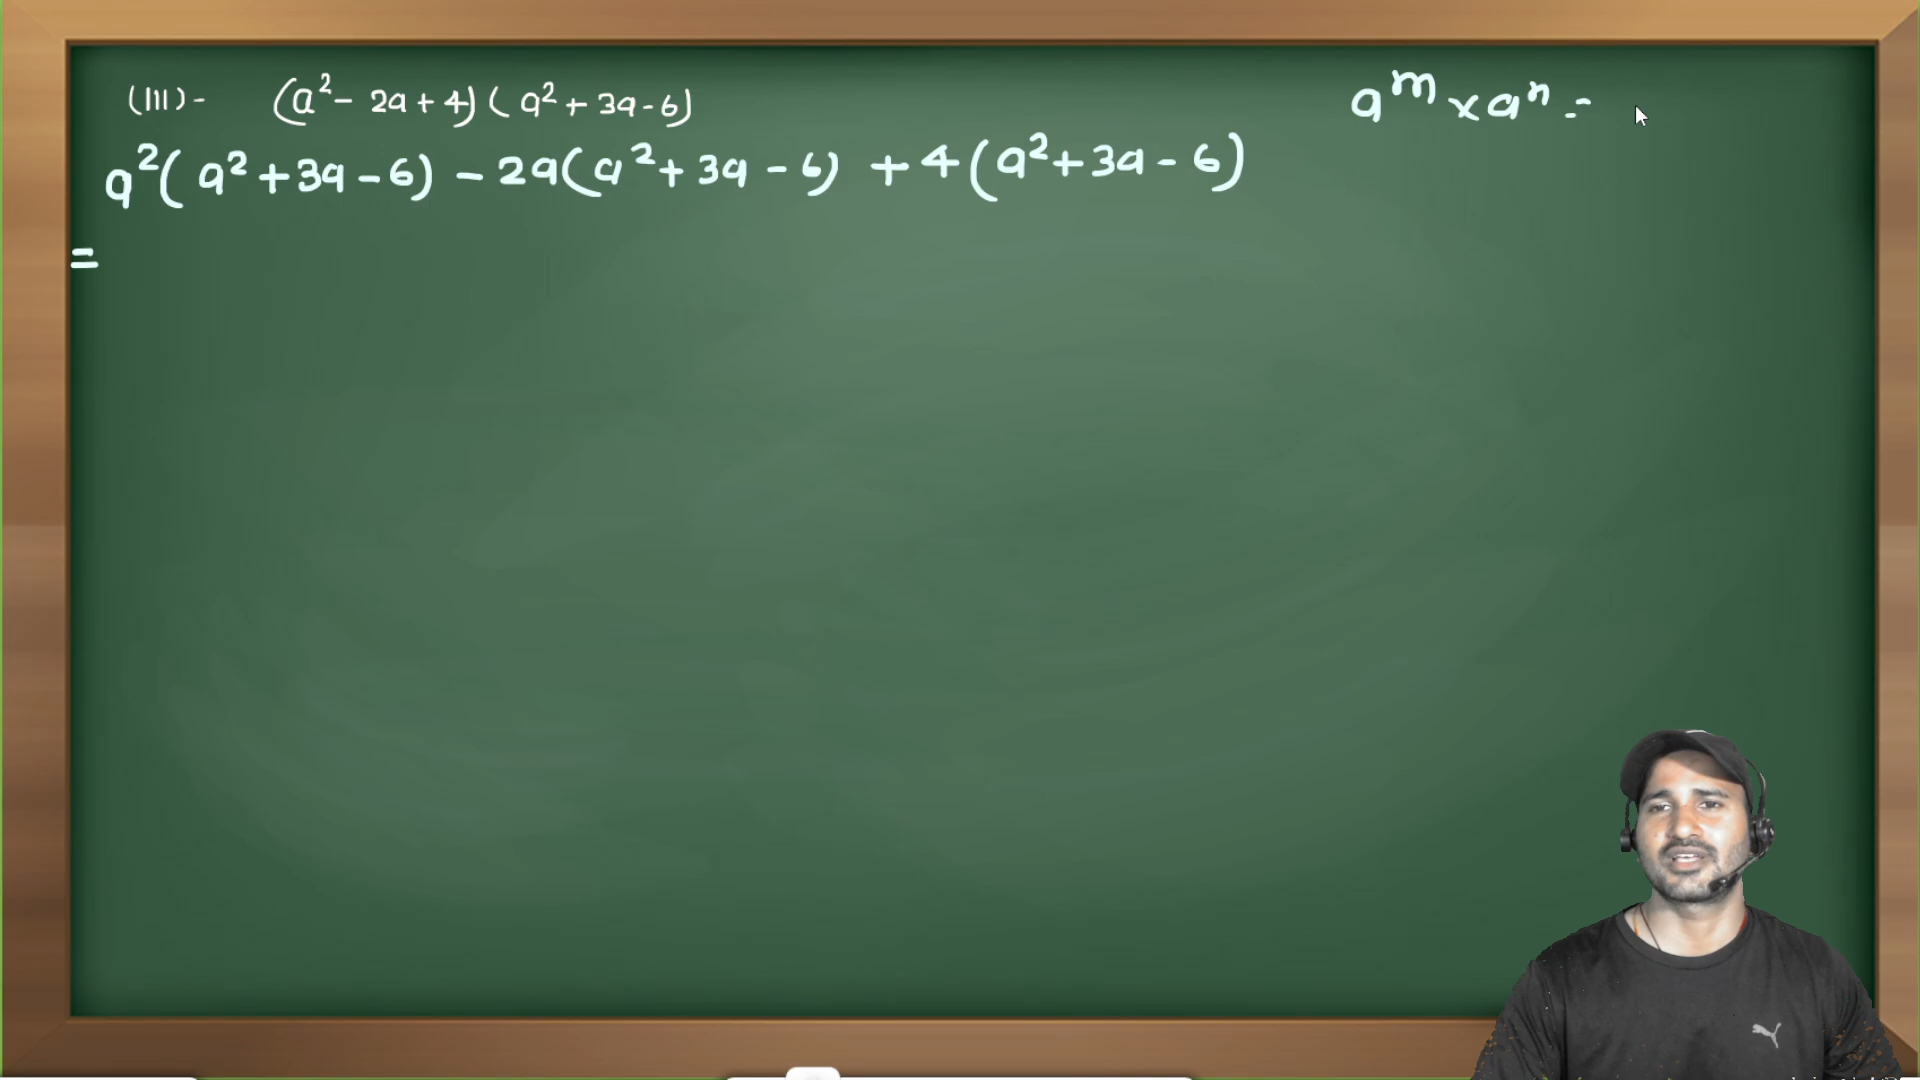 (III)- (a² - 2a + 4) ( a² + 3a - 6)
a^m × a^n =
a²( a² + 3a - 6) - 2a(a² + 3a - 6) + 4(a² + 3a - 6)
=